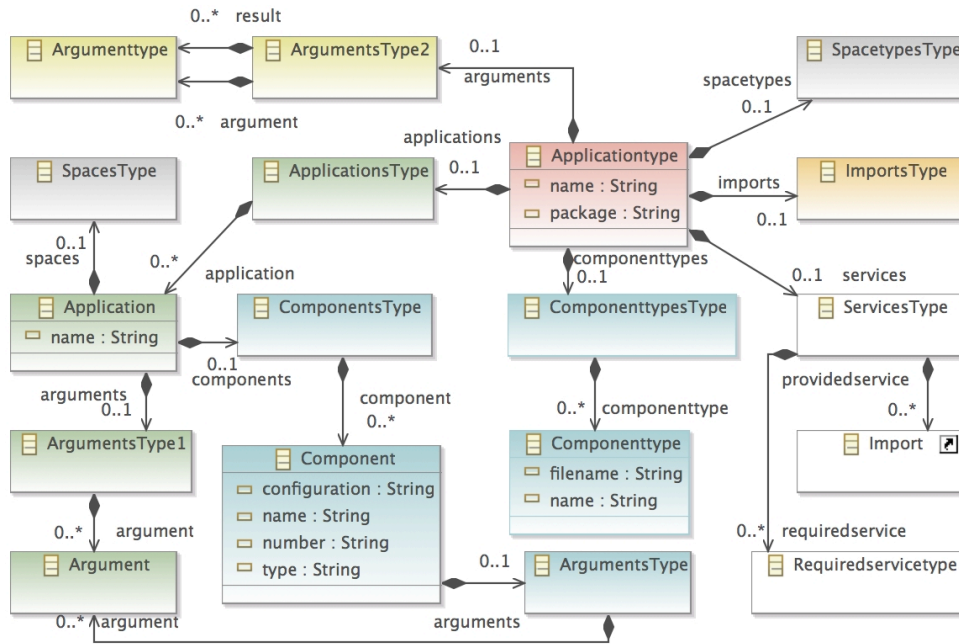 0..* result
Argumenttype
ArgumentsType2
0..1
arguments
SpacetypesType
spacetypes
0..1
0..* argument
applications
SpacesType
ApplicationsType
0..1
Applicationtype
name : String
package : String
imports
0..1
ImportsType
0..1
spaces
0..*
application
componenttypes
0..1
0..1 services
Application
name : String
ComponentsType
0..1
components
ComponenttypesType
ServicesType
arguments
0..1
component
0..*
0..* componenttype
providedservice
0..*
ArgumentsType1
Component
configuration : String
name : String
number : String
type : String
Componenttype
filename : String
name : String
Import
0..*
argument
0..* requiredservice
Argument
0..1
ArgumentsType
Requiredservicetype
0..* argument
arguments